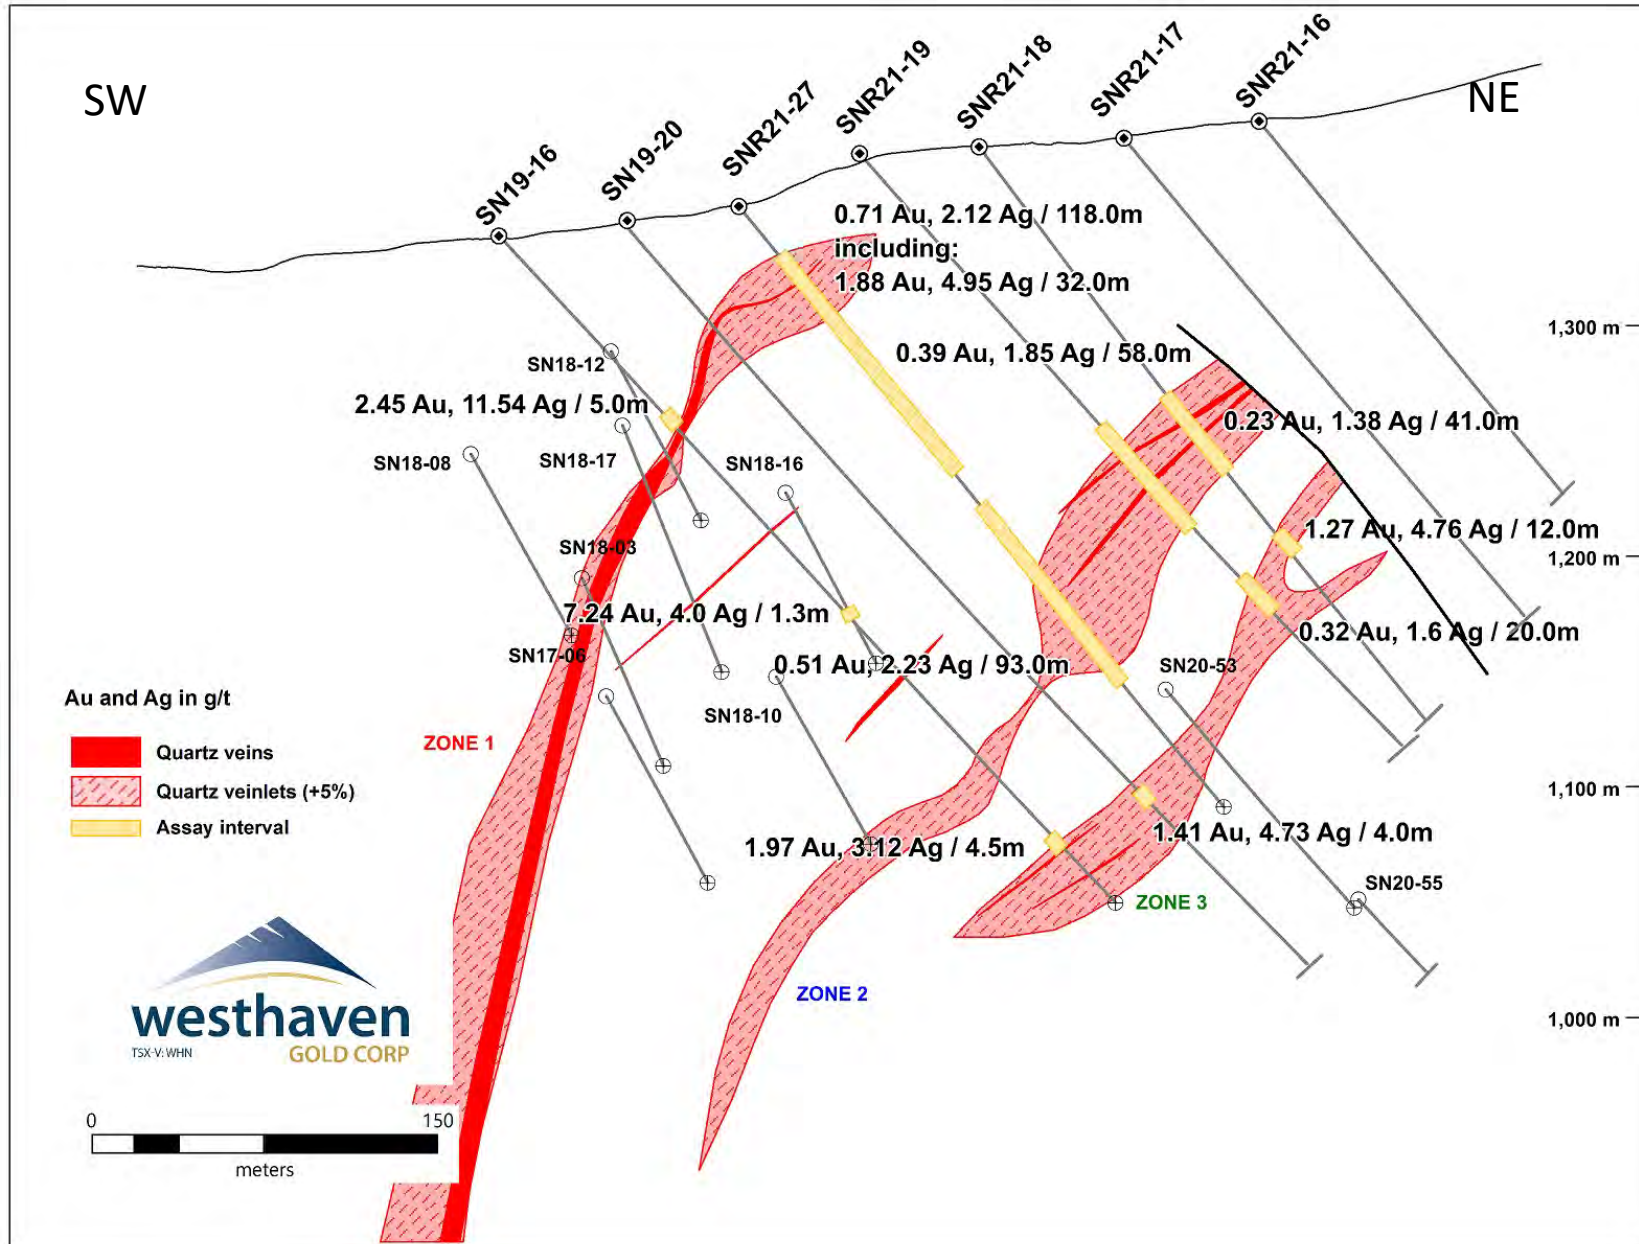 SW
NE
SN19-16
SN19-20
SNR21-27
SNR21-19
SNR21-18
SNR21-17
SNR21-16
0.71 Au, 2.12 Ag / 118.0m
including:
1.88 Au, 4.95 Ag / 32.0m
1,300 m
0.39 Au, 1.85 Ag / 58.0m
SN18-12
2.45 Au, 11.54 Ag / 5.0m
0.23 Au, 1.38 Ag / 41.0m
SN18-08
SN18-17
SN18-16
1.27 Au, 4.76 Ag / 12.0m
SN18-03
1,200 m
7.24 Au, 4.0 Ag / 1.3m
0.32 Au, 1.6 Ag / 20.0m
SN17-06
0.51 Au, 2.23 Ag / 93.0m
SN20-53
SN18-10
Au and Ag in g/t
Quartz veins
Quartz veinlets (+5%)
Assay interval
ZONE 1
1,100 m
1.97 Au, 3.12 Ag / 4.5m
1.41 Au, 4.73 Ag / 4.0m
SN20-55
ZONE 3
ZONE 2
1,000 m
westhaven
TSX-V: WHN
GOLD CORP
0
150
meters